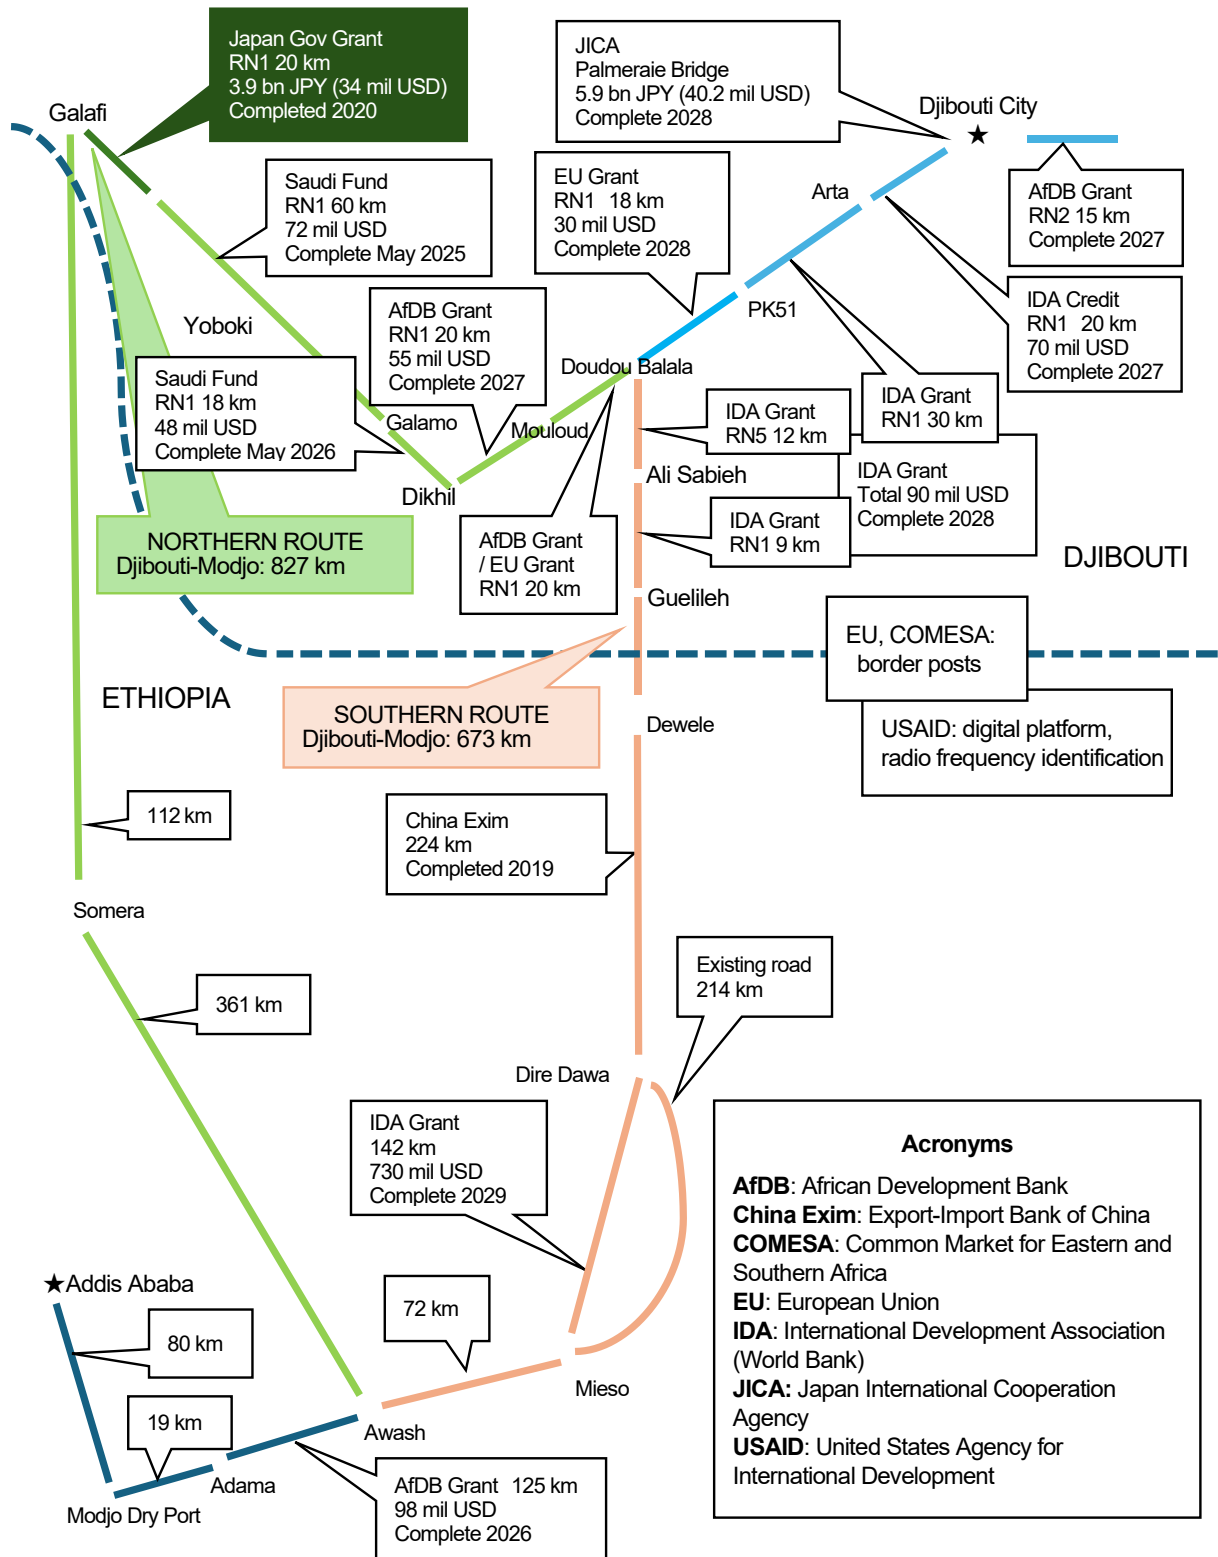 Japan Gov Grant
RN1 20 km
3.9 bn JPY (34 mil USD)
Completed 2020
JICA
Palmeraie Bridge
5.9 bn JPY (40.2 mil USD)
Complete 2028
Galafi
Djibouti City
★
Saudi Fund
RN1 60 km
72 mil USD
Complete May 2025
EU Grant
RN1 18 km
30 mil USD
Complete 2028
Arta
AfDB Grant
RN2 15 km
Complete 2027
IDA Credit
RN1 20 km
70 mil USD
Complete 2027
PK51
Yoboki
AfDB Grant
RN1 20 km
55 mil USD
Complete 2027
Doudou Balala
Saudi Fund
RN1 18 km
48 mil USD
Complete May 2026
Galamo
Mouloud
IDA Grant
RN5 12 km
IDA Grant
RN1 30 km
Dikhil
Ali Sabieh
IDA Grant
Total 90 mil USD
Complete 2028
IDA Grant
RN1 9 km
AfDB Grant
/ EU Grant
RN1 20 km
NORTHERN ROUTE
Djibouti-Modjo: 827 km
DJIBOUTI
Guelileh
EU, COMESA:
border posts
ETHIOPIA
SOUTHERN ROUTE
Djibouti-Modjo: 673 km
Dewele
USAID: digital platform,
radio frequency identification
112 km
China Exim
224 km
Completed 2019
Somera
361 km
Existing road
214 km
Dire Dawa
IDA Grant
142 km
730 mil USD
Complete 2029
★Addis Ababa
80 km
72 km
Mieso
19 km
Awash
Adama
Modjo Dry Port
AfDB Grant 125 km
98 mil USD
Complete 2026
Acronyms
AfDB: African Development Bank
China Exim: Export-Import Bank of China
COMESA: Common Market for Eastern and
Southern Africa
EU: European Union
IDA: International Development Association
(World Bank)
JICA: Japan International Cooperation
Agency
USAID: United States Agency for
International Development